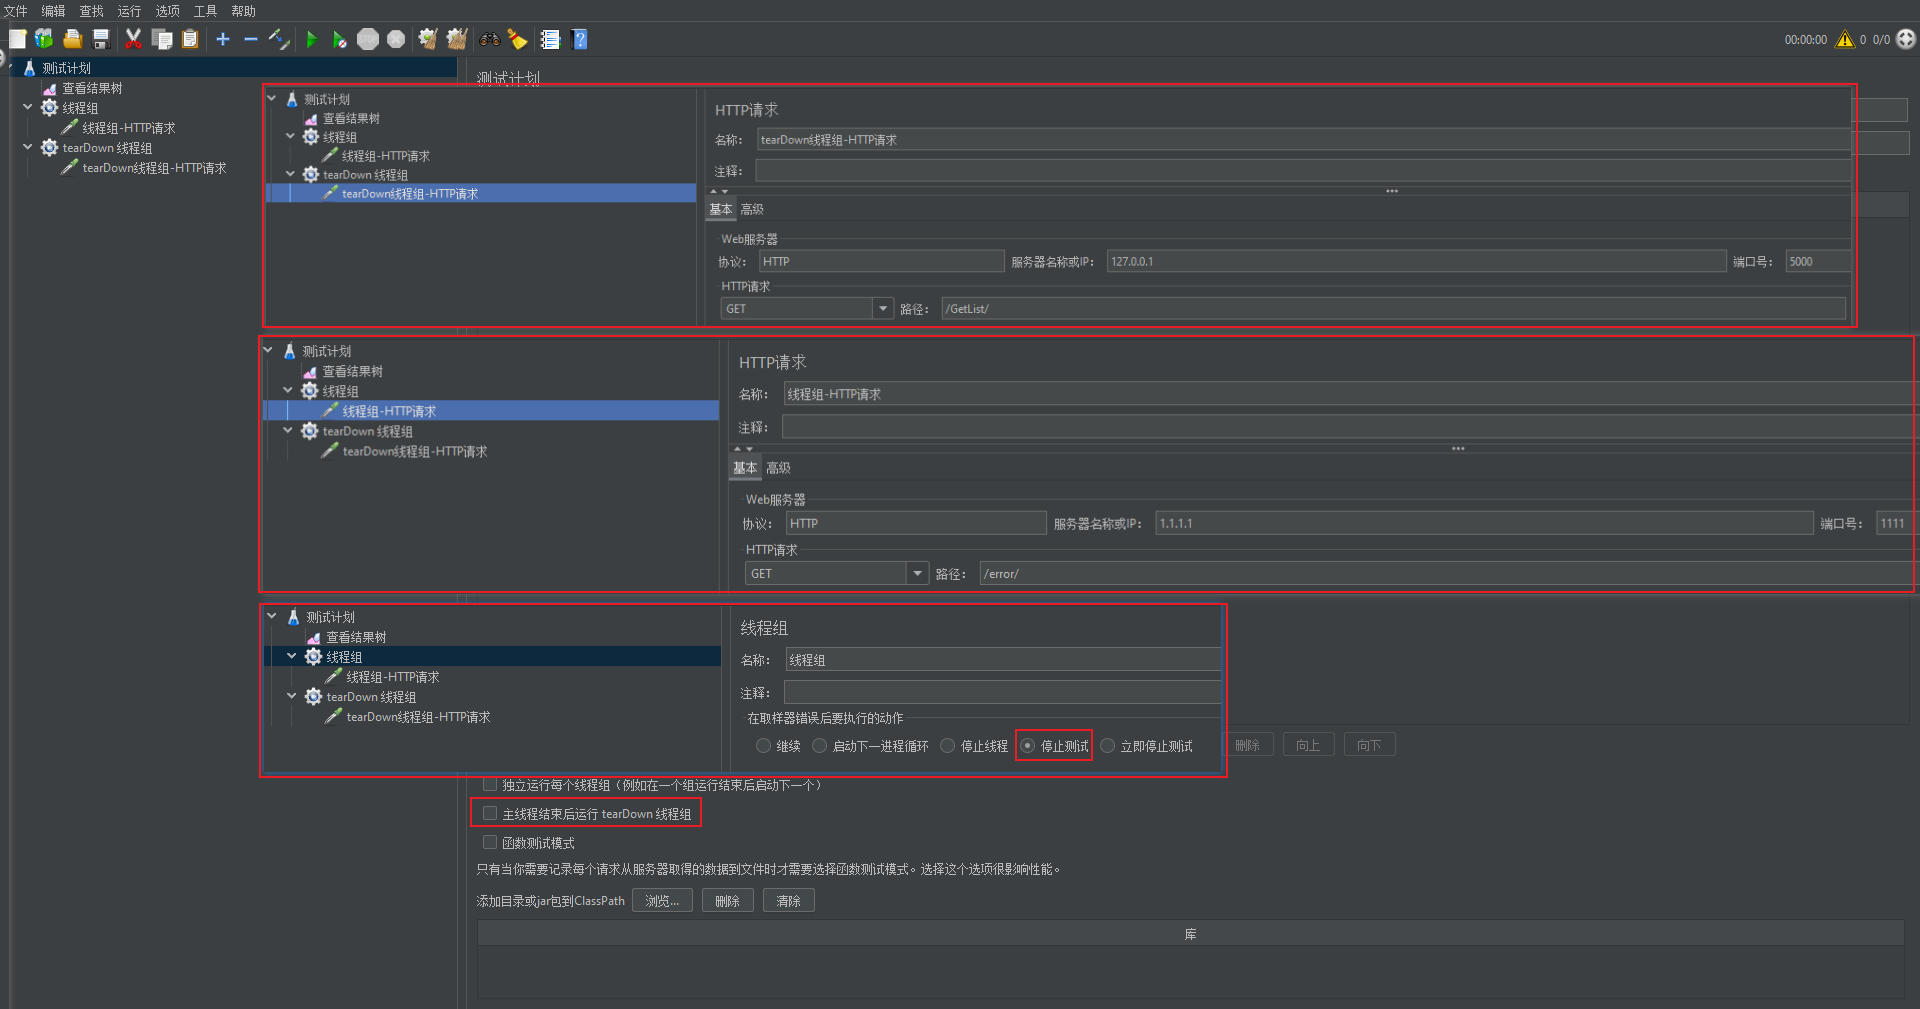 文件 编辑 查找 运行 选项 工具 帮助
00:00:00 0 0/0
测试计划
查看结果树
线程组
线程组-HTTP请求
tearDown 线程组
tearDown线程组-HTTP请求
测试计划
测试计划
查看结果树
线程组
线程组-HTTP请求
tearDown 线程组
tearDown线程组-HTTP请求
HTTP请求
名称: tearDown线程组-HTTP请求
注释:
基本 高级
Web服务器
协议: HTTP 服务器名称或IP: 127.0.0.1 端口号: 5000
HTTP请求
GET 路径: /GetList/
测试计划
查看结果树
线程组
线程组-HTTP请求
tearDown 线程组
tearDown线程组-HTTP请求
HTTP请求
名称: 线程组-HTTP请求
注释:
基本 高级
Web服务器
协议: HTTP 服务器名称或IP: 1.1.1.1 端口号: 1111
HTTP请求
GET 路径: /error/
测试计划
查看结果树
线程组
线程组-HTTP请求
tearDown 线程组
tearDown线程组-HTTP请求
线程组
名称: 线程组
注释:
在取样器错误后要执行的动作
继续 启动下一进程循环 停止线程 停止测试 立即停止测试
删除 向上 向下
独立运行每个线程组（例如在一个组运行结束后启动下一个）
主线程结束后运行 tearDown 线程组
函数测试模式
只有当你需要记录每个请求从服务器取得的数据到文件时才需要选择函数测试模式。选择这个选项很影响性能。
添加目录或jar包到ClassPath 浏览... 删除 清除
库